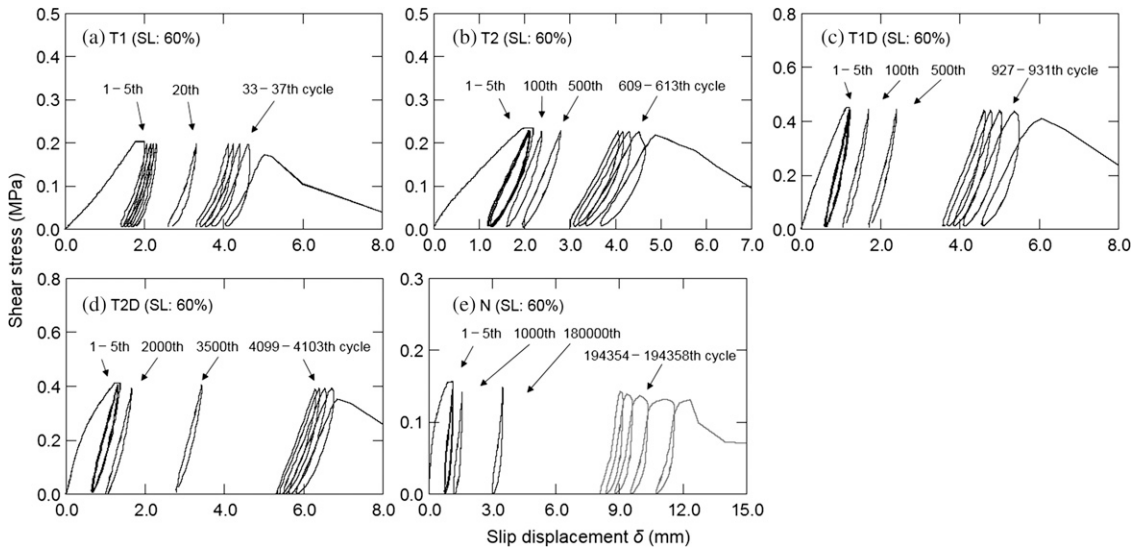 (a) T1 (SL: 60%)
1–5th 20th 33–37th cycle
0.5
0.4
0.3
0.2
0.1
0.0
0.0 2.0 4.0 6.0 8.0
(b) T2 (SL: 60%)
1–5th 100th 500th 609–613th cycle
0.5
0.4
0.3
0.2
0.1
0.0
0.0 1.0 2.0 3.0 4.0 5.0 6.0 7.0
(c) T1D (SL: 60%)
1–5th 100th 500th 927–931th cycle
0.8
0.6
0.4
0.2
0.0
0.0 2.0 4.0 6.0 8.0
Shear stress (MPa)
(d) T2D (SL: 60%)
1–5th 2000th 3500th 4099–4103th cycle
0.8
0.6
0.4
0.2
0.0
0.0 2.0 4.0 6.0 8.0
(e) N (SL: 60%)
1–5th 1000th 180000th
194354–194358th cycle
0.3
0.2
0.1
0.0
0.0 3.0 6.0 9.0 12.0 15.0
Slip displacement δ (mm)